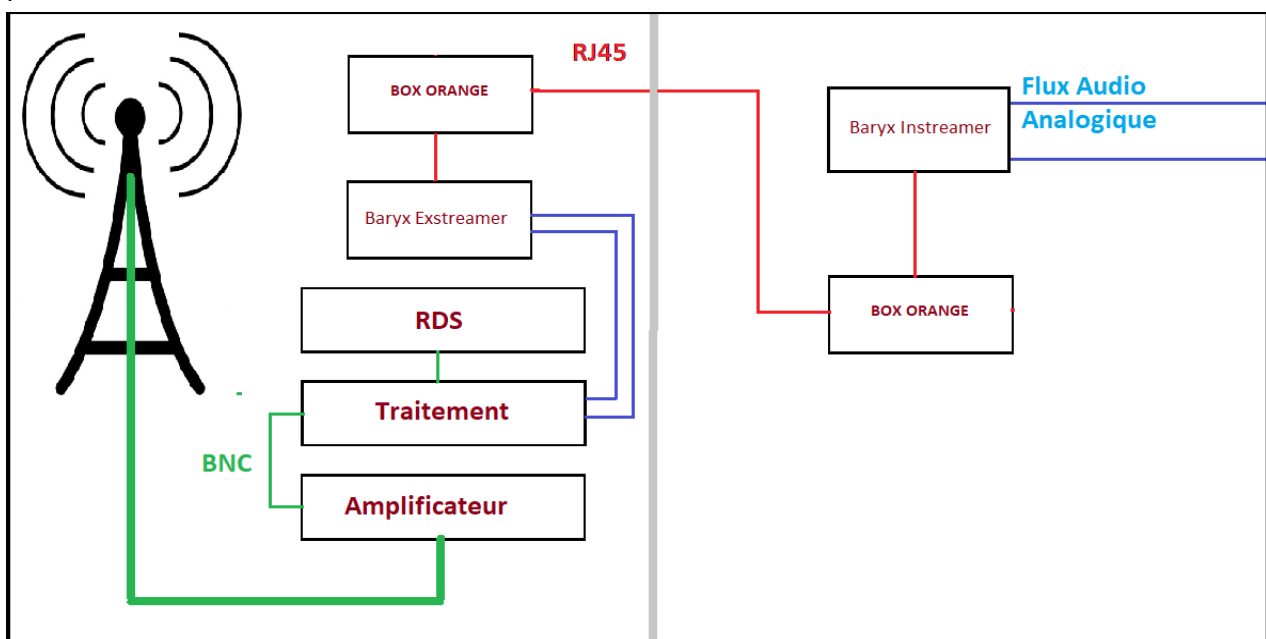 RJ45
BOX ORANGE
Baryx Exstreamer
RDS
Traitement
BNC
Amplificateur
Flux Audio
Analogique
Baryx Instreamer
BOX ORANGE